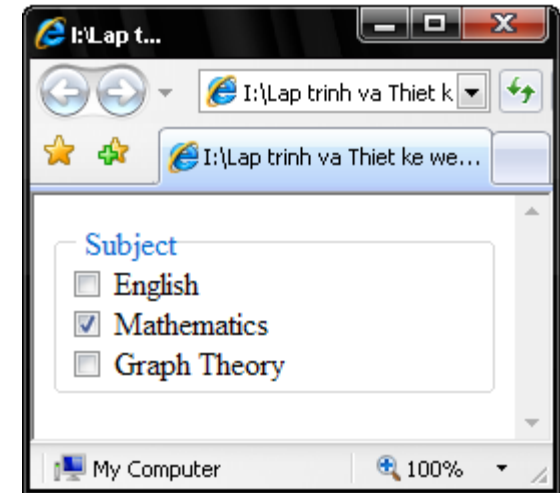 I:\Lap t...
I:\Lap trinh va Thiet k
I:\Lap trinh va Thiet ke we...
Subject
English
Mathematics
Graph Theory
My Computer
100%